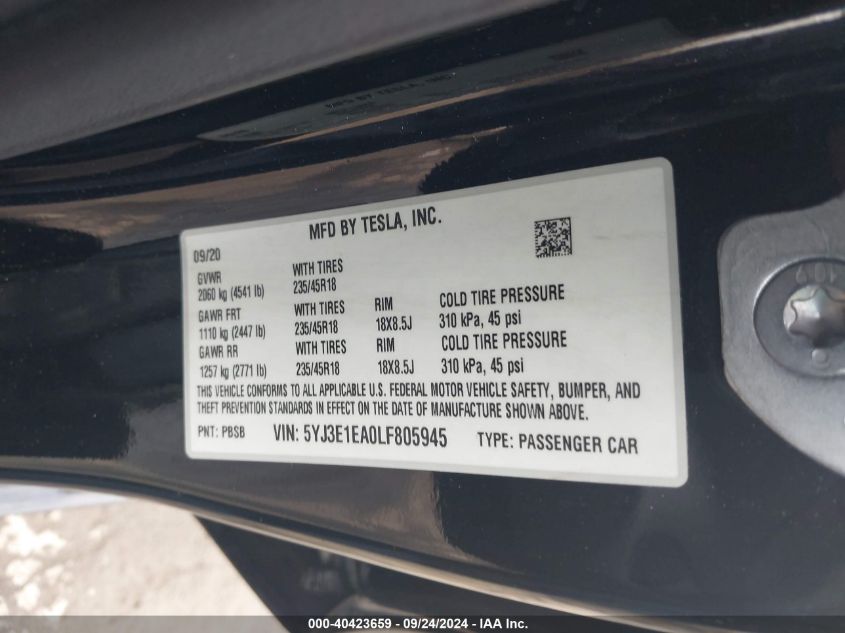 MFD BY TESLA, INC.
MFD BY TESLA, INC.
09/20
GVWR
2060 kg (4541 lb)
WITH TIRES
235/45R18
GAWR FRT
1110 kg (2447 lb)
WITH TIRES
235/45R18
RIM
18X8.5J
COLD TIRE PRESSURE
310 kPa, 45 psi
GAWR RR
1257 kg (2771 lb)
WITH TIRES
235/45R18
RIM
18X8.5J
COLD TIRE PRESSURE
310 kPa, 45 psi
THIS VEHICLE CONFORMS TO ALL APPLICABLE U.S. FEDERAL MOTOR VEHICLE SAFETY, BUMPER, AND
THEFT PREVENTION STANDARDS IN EFFECT ON THE DATE OF MANUFACTURE SHOWN ABOVE.
PNT: PBSB VIN: 5YJ3E1EA0LF805945 TYPE: PASSENGER CAR
000-40423659 - 09/24/2024 - IAA Inc.